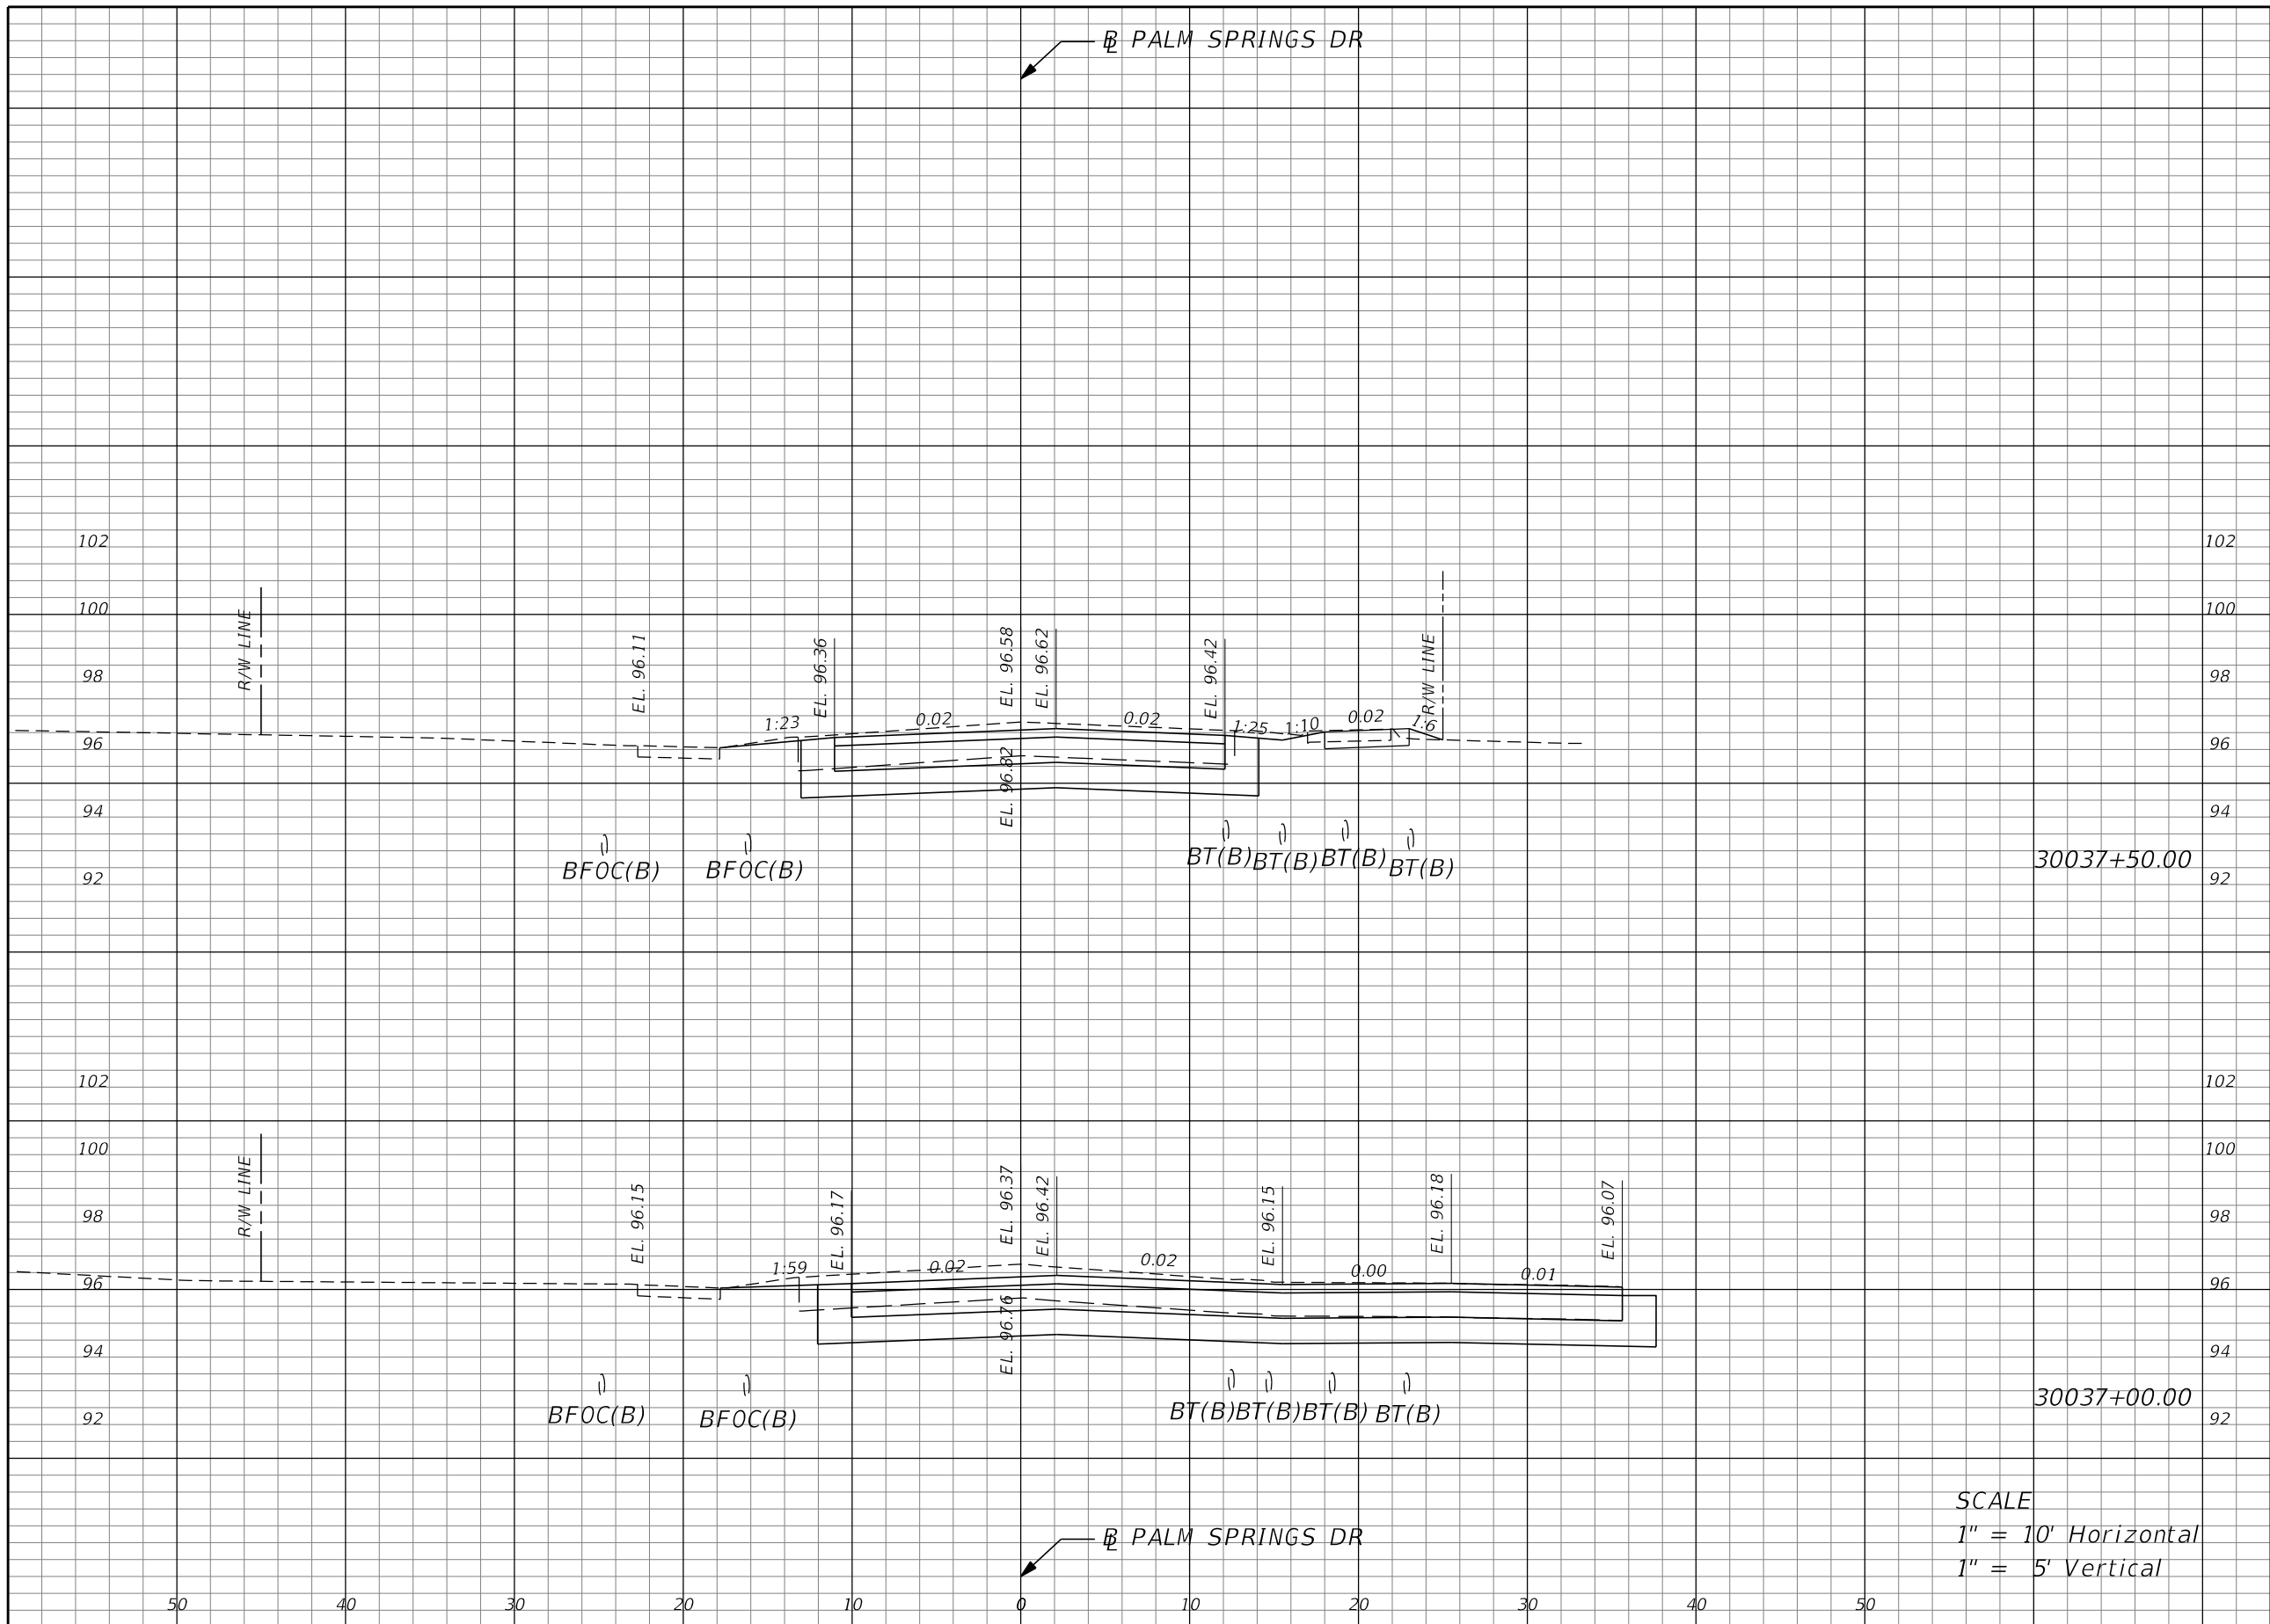 BL PALM SPRINGS DR
102 102
100 100
R/W LINE
EL. 96.11
EL. 96.36
EL. 96.58
EL. 96.62
EL. 96.42
R/W LINE
98 98
1:23 0.02 0.02 1:25 1:10 0.02 1:6
96 96
EL. 96.82
94 94
BFOC(B) BFOC(B) BT(B) BT(B) BT(B) BT(B)
30037+50.00
92 92
102 102
100 100
R/W LINE
EL. 96.15
EL. 96.17
EL. 96.37
EL. 96.42
EL. 96.15
EL. 96.18
EL. 96.07
98 98
1:59 0.02 0.02 0.00 0.01
96 96
EL. 96.76
94 94
BFOC(B) BFOC(B) BT(B) BT(B) BT(B) BT(B)
30037+00.00
92 92
SCALE
1" = 10' Horizontal
1" = 5' Vertical
BL PALM SPRINGS DR
50 40 30 20 10 0 10 20 30 40 50